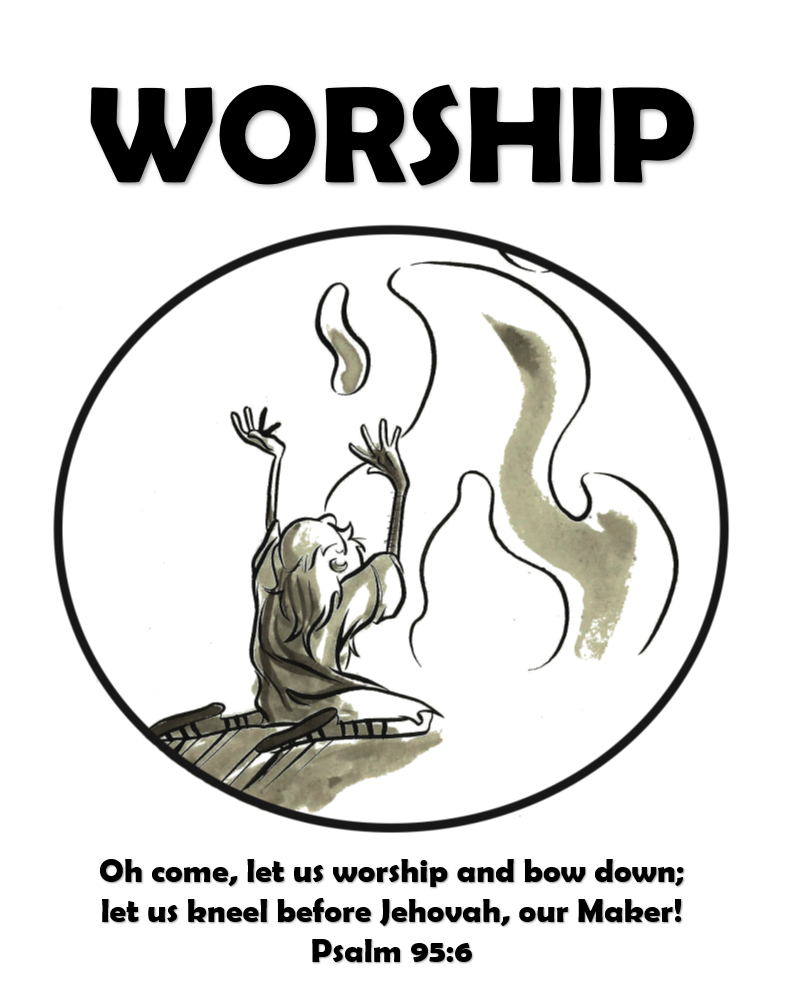 WORSHIP
Oh come, let us worship and bow down;
let us kneel before Jehovah, our Maker!
Psalm 95:6